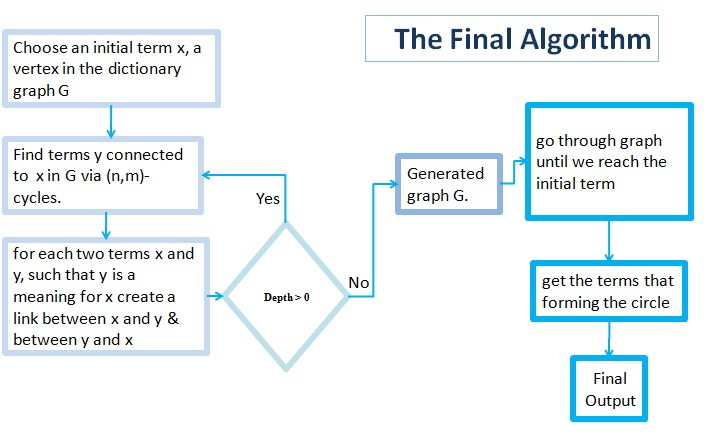 The Final Algorithm
Choose an initial term x, a
vertex in the dictionary
graph G
Find terms y connected
to x in G via (n,m)-
cycles.
for each two terms x and
y, such that y is a
meaning for x create a
link between x and y &
between y and x
Yes
Depth > 0
No
Generated
graph G.
go through graph
until we reach the
initial term
get the terms that
forming the circle
Final
Output